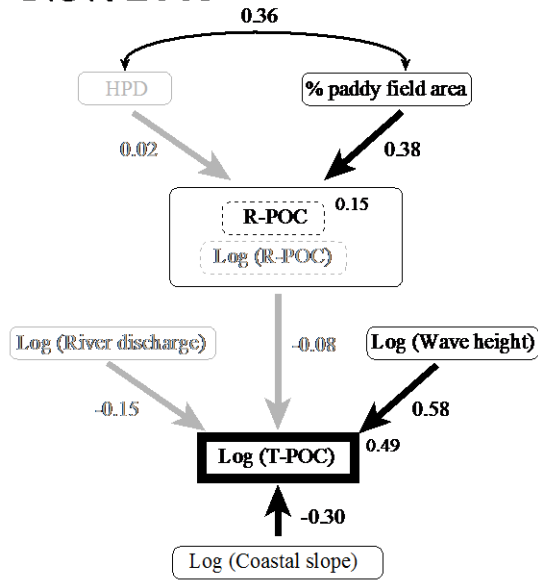 0.36
HPD
% paddy field area
0.02
0.38
0.15
R-POC
Log (R-POC)
Log (River discharge)
-0.08
Log (Wave height)
-0.15
0.58
0.49
Log (T-POC)
-0.30
Log (Coastal slope)